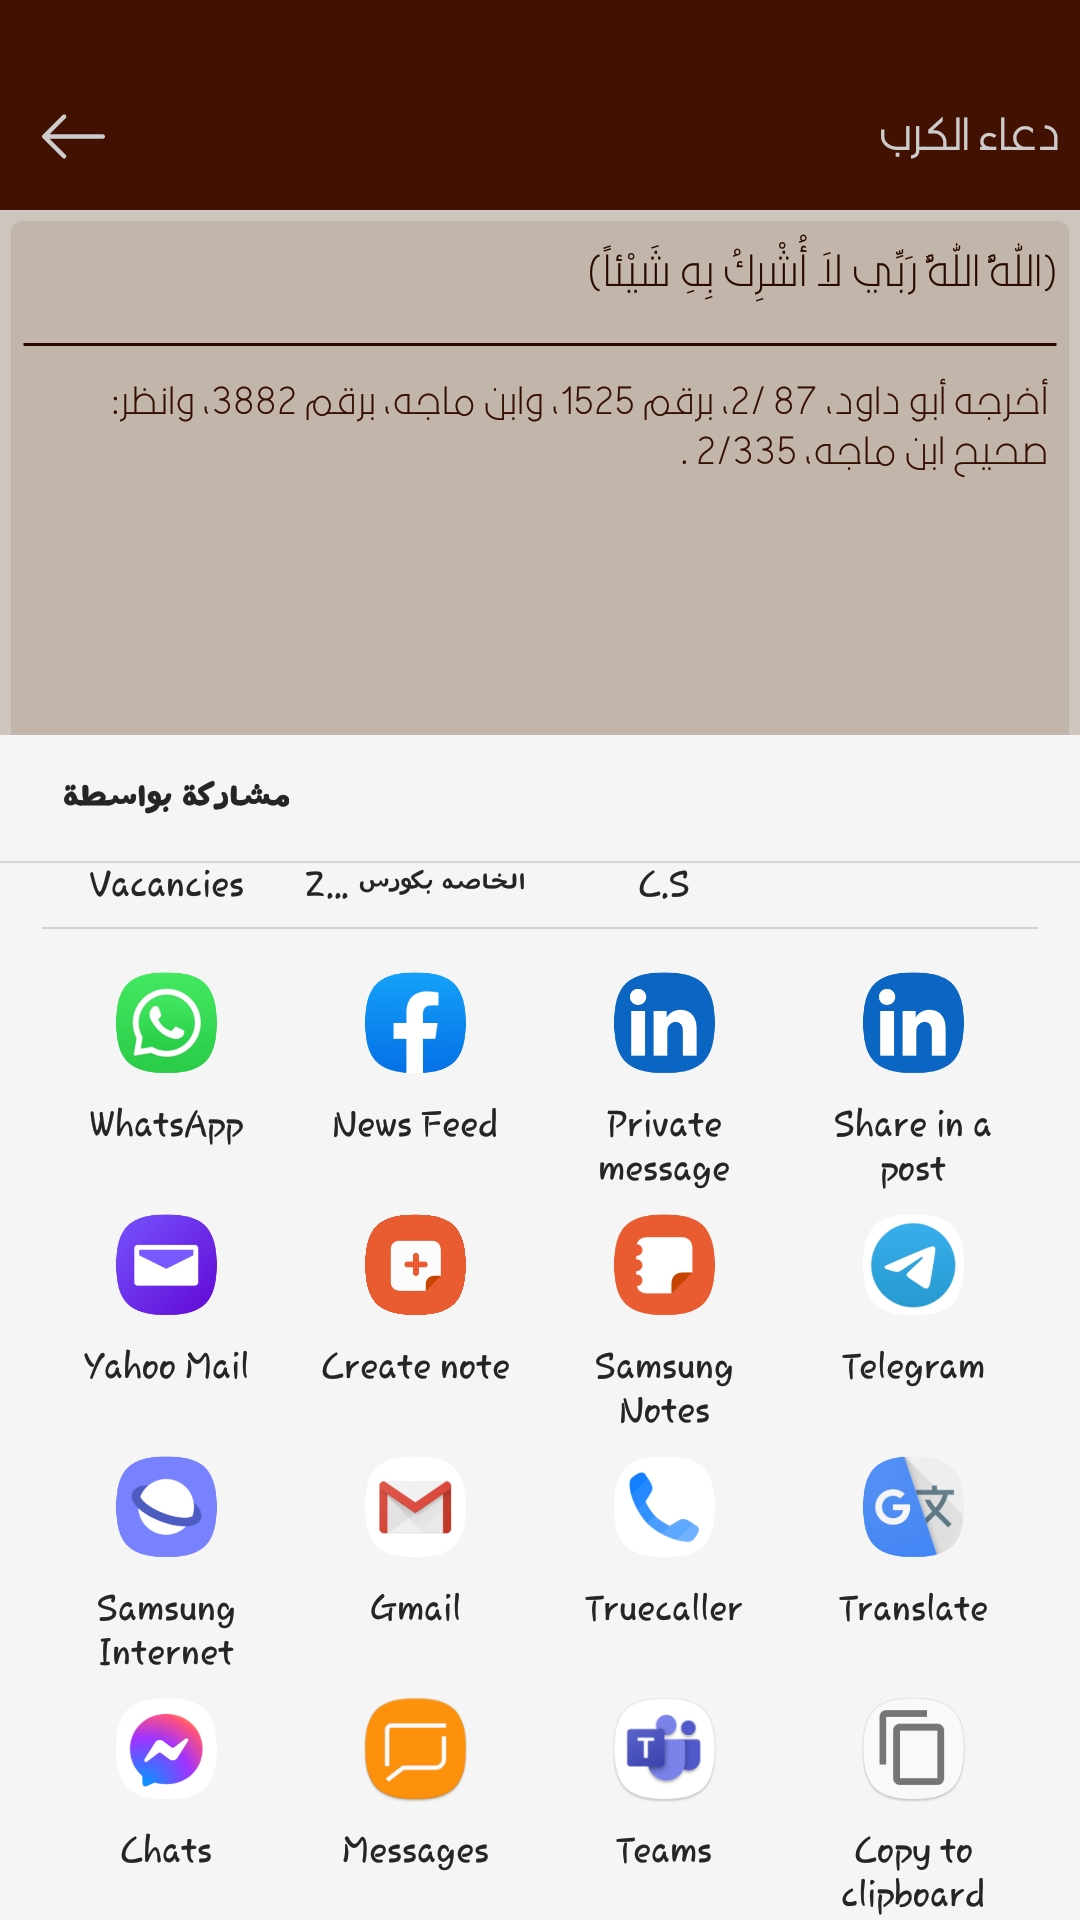 دعاء الكرب
(اللَّهُ اللَّهُ رَبِّي لاَ أُشْرِكُ بِهِ شَيْئاً)
أخرجه أبو داود، 87 /2، برقم 1525، وابن ماجه، برقم 3882، وانظر:
صحيح ابن ماجه، 2/335 .
مشاركة بواسطة
Vacancies
الخاصه بكورس ...2
C.S
WhatsApp
News Feed
Private
message
Share in a
post
Yahoo Mail
Create note
Samsung
Notes
Telegram
Samsung
Internet
Gmail
Truecaller
Translate
Chats
Messages
Teams
Copy to
clipboard